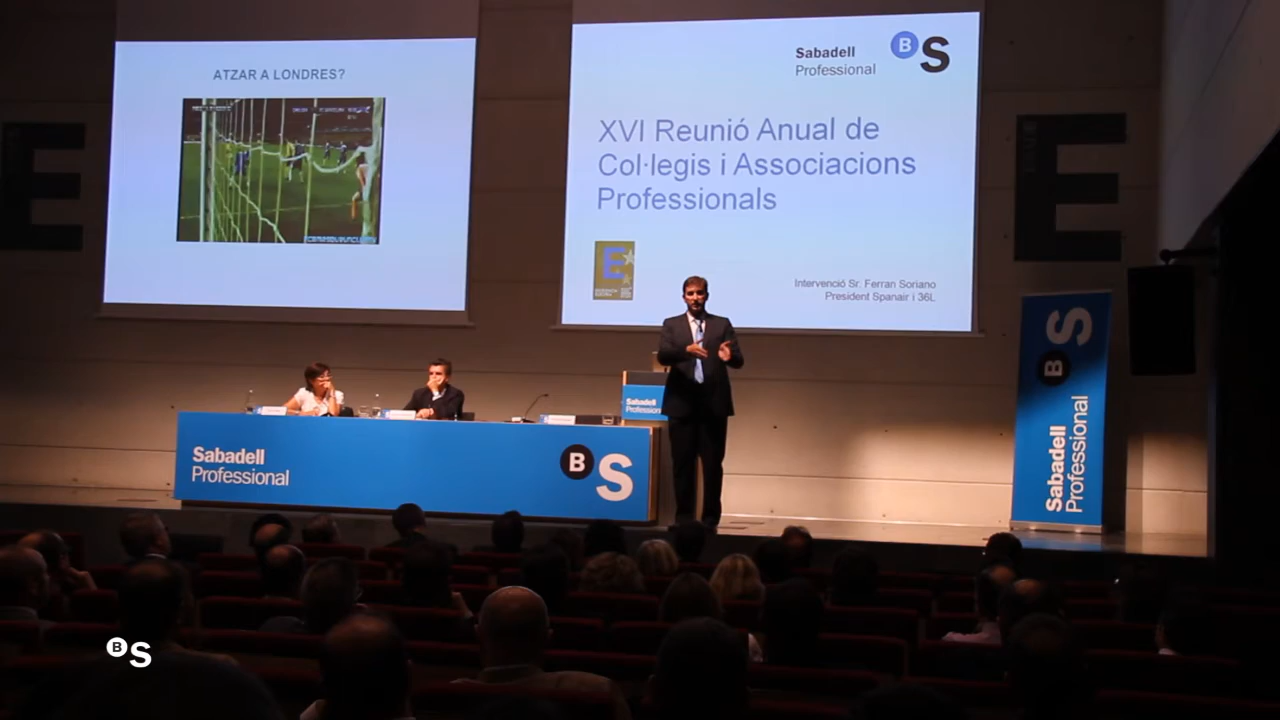 ATZAR A LONDRES?
Sabadell
Professional
B S
XVI Reunió Anual de
Col·legis i Associacions
Professionals
E
Intervenció Sr. Ferran Soriano
President Spanair i 36L
E
E
Sabadell
Professional
Sabadell
Professional
B S
Sabadell
Professional
B S
B S